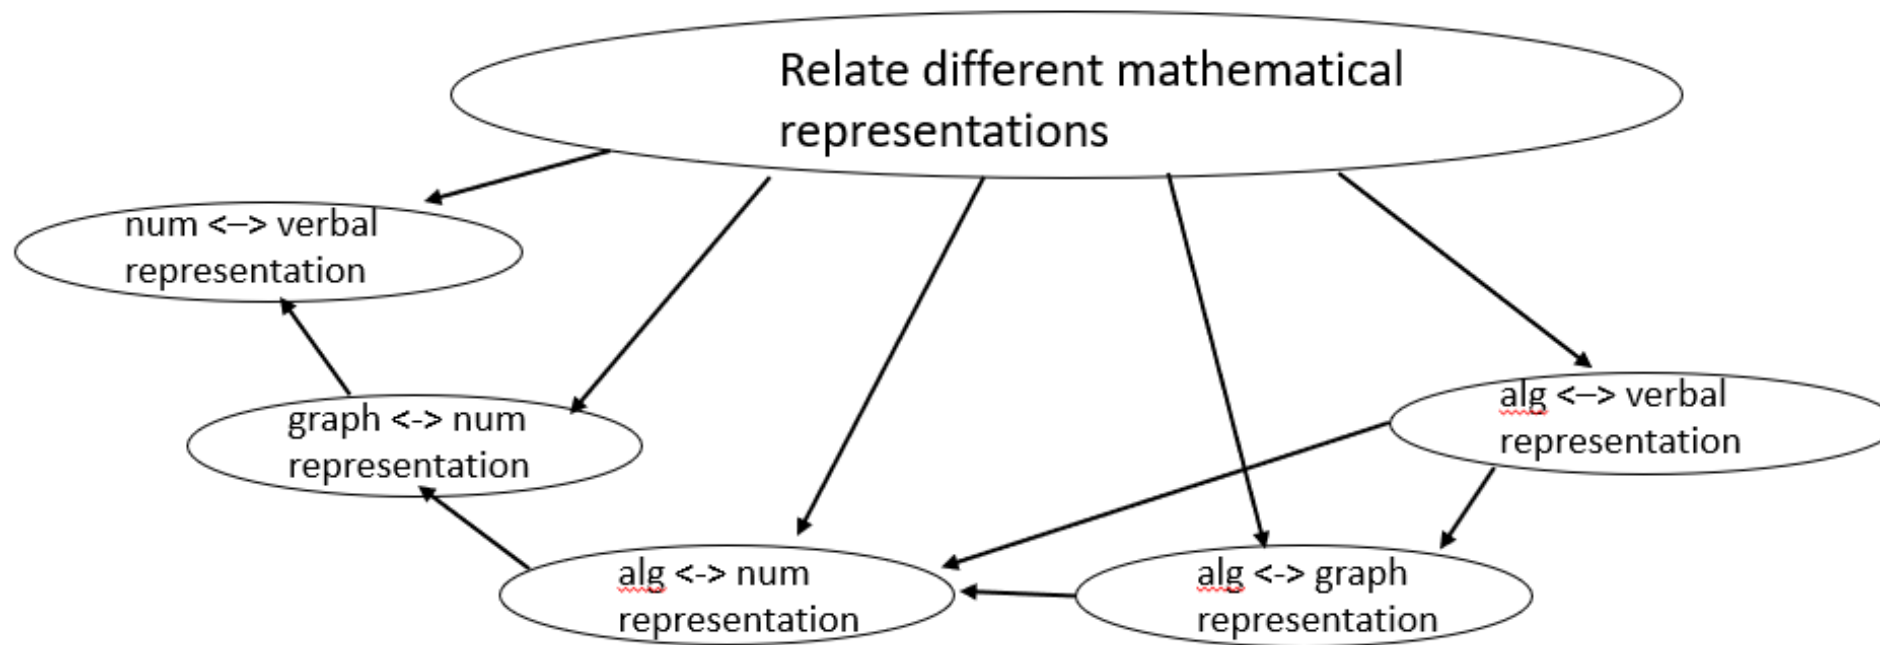 Relate different mathematical
representations
num <–> verbal
representation
graph <-> num
representation
alg <–> verbal
representation
alg <-> num
representation
alg <-> graph
representation